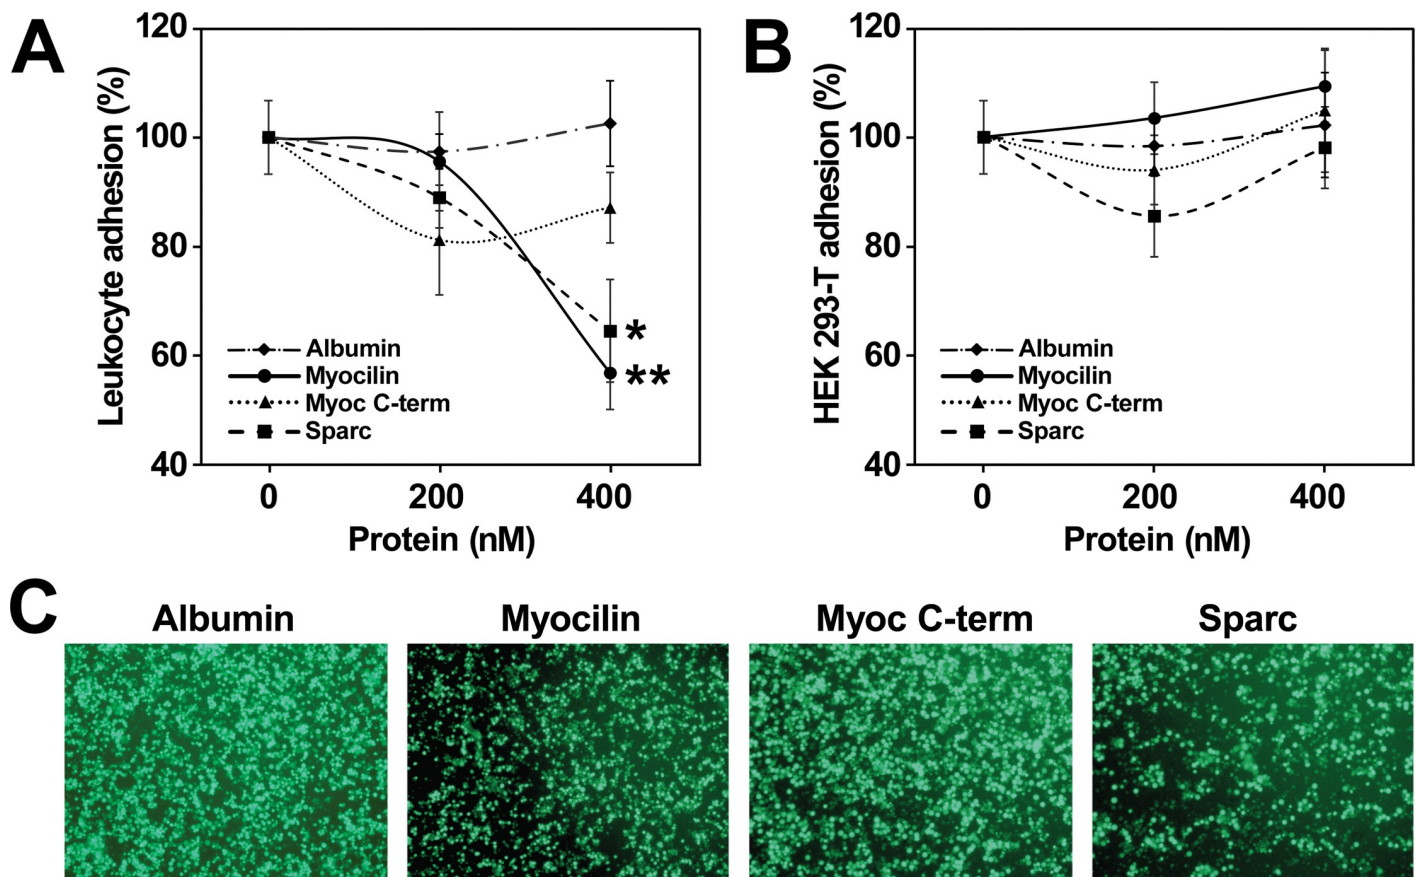 A
Leukocyte adhesion (%)
120
100
80
60
40
Albumin
Myocilin
Myoc C-term
Sparc
*
**
0 200 400
Protein (nM)
B
HEK 293-T adhesion (%)
120
100
80
60
40
Albumin
Myocilin
Myoc C-term
Sparc
0 200 400
Protein (nM)
C
Albumin Myocilin Myoc C-term Sparc